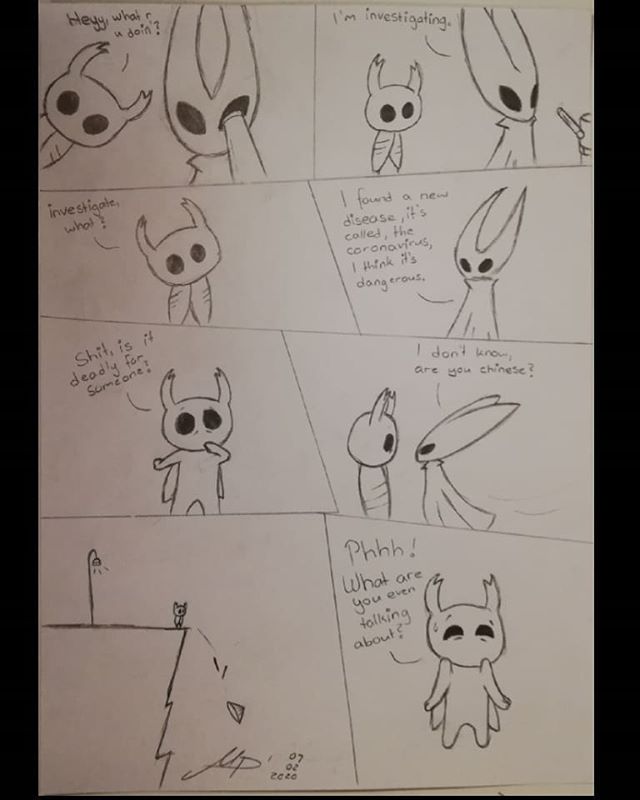 Heyy, what r
u doin'?
I'm investigating.
investigate,
what?
I found a new
disease, it's
called, the
coronavirus,
I think it's
dangerous.
Shit, is it
deadly for
someone?
I don't know,
are you chinese?
Phhh!
What are
you even
talking
about?
07
02
2020